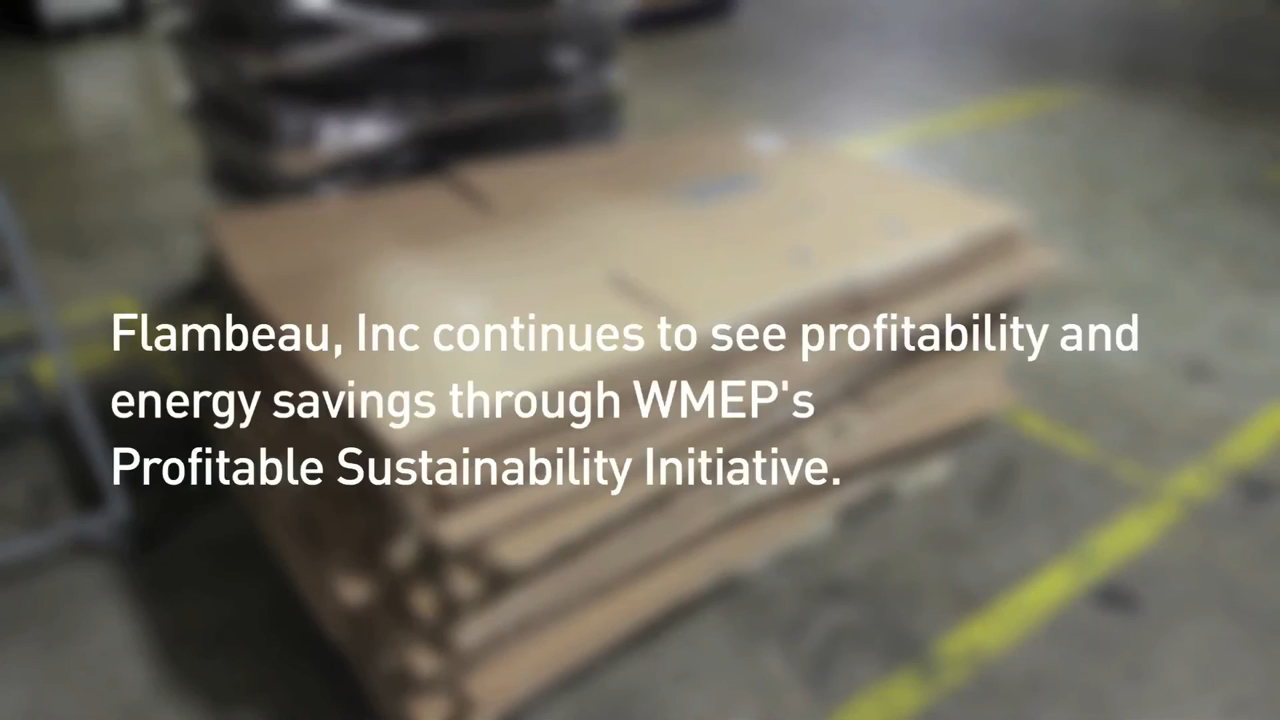 Flambeau, Inc continues to see profitability and
energy savings through WMEP's
Profitable Sustainability Initiative.